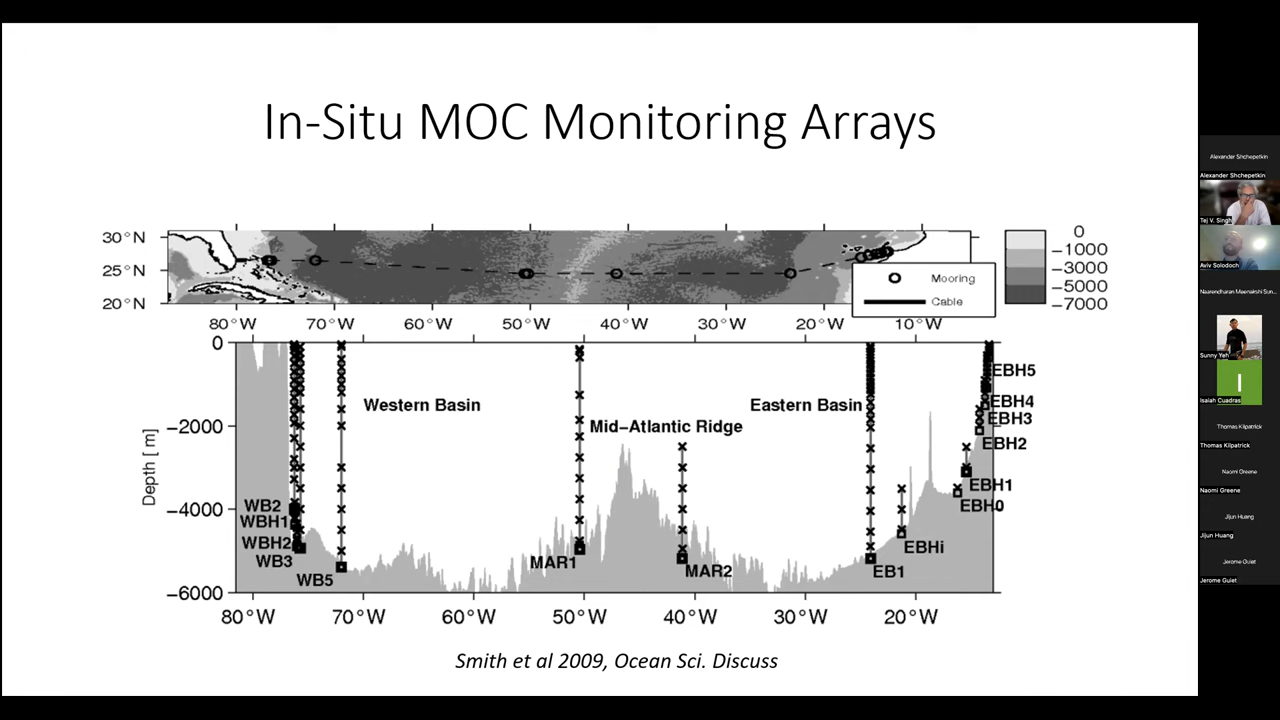 In-Situ MOC Monitoring Arrays
30°N
25°N
20°N
80°W 70°W 60°W 50°W 40°W 30°W 20°W 10°W
Mooring
Cable
0
−1000
−3000
−5000
−7000
0
−2000
−4000
−6000
Depth [m]
Western Basin
Mid−Atlantic Ridge
Eastern Basin
WB2
WBH1
WBH2
WB3
WB5
MAR1
MAR2
EB1
EBHi
EBH0
EBH1
EBH2
EBH3
EBH4
EBH5
80°W 70°W 60°W 50°W 40°W 30°W 20°W
Smith et al 2009, Ocean Sci. Discuss
Alexander Shchepetkin
Alexander Shchepetkin
Tej V. Singh
Aviv Solodoch
Naarendharan Meenakshi Sun...
Sunny Yeh
I
Isaiah Cuadras
Thomas Kilpatrick
Thomas Kilpatrick
Naomi Greene
Naomi Greene
Jijun Huang
Jijun Huang
Jerome Guiet
Jerome Guiet